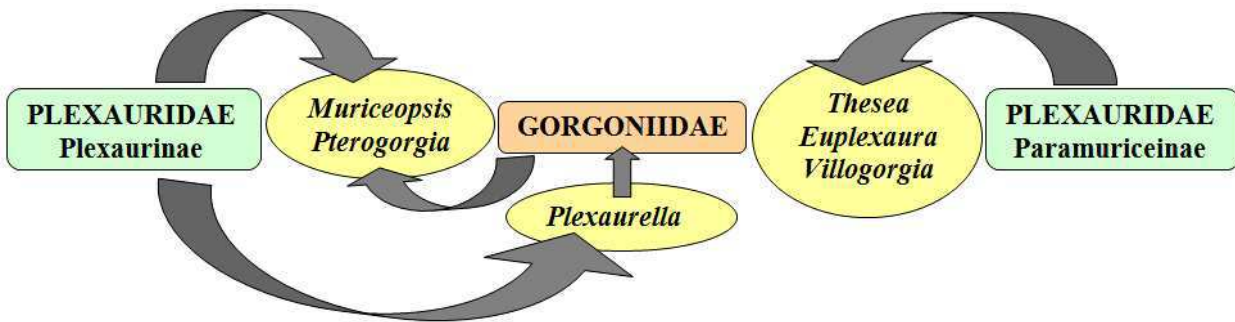 PLEXAURIDAE
Plexaurinae
Muriceopsis
Pterogorgia
GORGONIIDAE
Plexaurella
Thesea
Euplexaura
Villogorgia
PLEXAURIDAE
Paramuriceinae